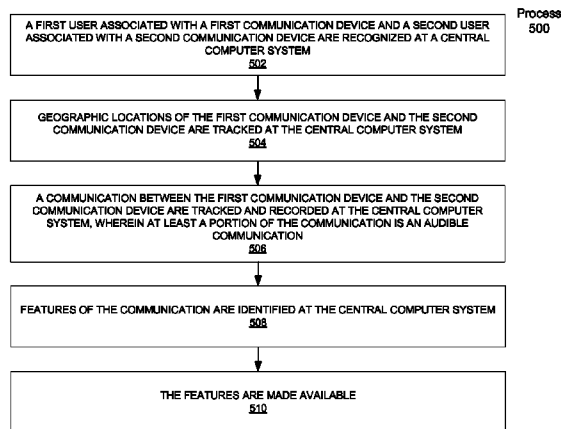 Process
500
A FIRST USER ASSOCIATED WITH A FIRST COMMUNICATION DEVICE AND A SECOND USER
ASSOCIATED WITH A SECOND COMMUNICATION DEVICE ARE RECOGNIZED AT A CENTRAL
COMPUTER SYSTEM
502
GEOGRAPHIC LOCATIONS OF THE FIRST COMMUNICATION DEVICE AND THE SECOND
COMMUNICATION DEVICE ARE TRACKED AT THE CENTRAL COMPUTER SYSTEM
504
A COMMUNICATION BETWEEN THE FIRST COMMUNICATION DEVICE AND THE SECOND
COMMUNICATION DEVICE ARE TRACKED AND RECORDED AT THE CENTRAL COMPUTER
SYSTEM, WHEREIN AT LEAST A PORTION OF THE COMMUNICATION IS AN AUDIBLE
COMMUNICATION
506
FEATURES OF THE COMMUNICATION ARE IDENTIFIED AT THE CENTRAL COMPUTER SYSTEM
508
THE FEATURES ARE MADE AVAILABLE
510